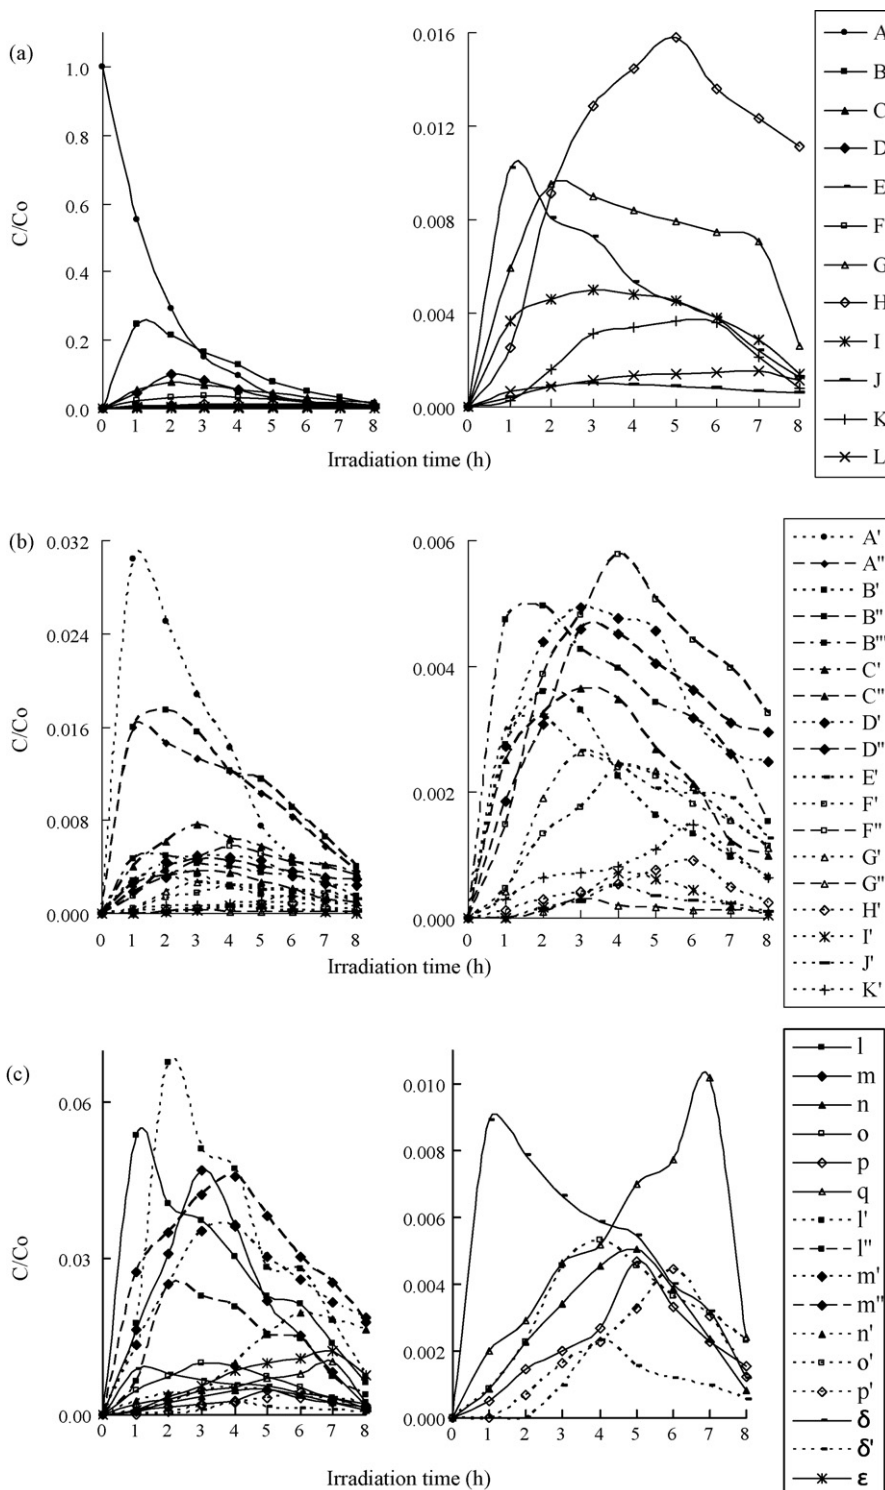 (a)
C/Co
1.0
0.8
0.6
0.4
0.2
0.0
0 1 2 3 4 5 6 7 8
0.016
0.012
0.008
0.004
0.000
0 1 2 3 4 5 6 7 8
Irradiation time (h)
A
B
C
D
E
F
G
H
I
J
K
L
(b)
C/Co
0.032
0.024
0.016
0.008
0.000
0 1 2 3 4 5 6 7 8
0.006
0.004
0.002
0.000
0 1 2 3 4 5 6 7 8
Irradiation time (h)
A'
A"
B'
B"
B'"
C'
C"
D'
D"
E'
F'
F"
G'
G"
H'
I'
J'
K'
(c)
C/Co
0.06
0.03
0.00
0 1 2 3 4 5 6 7 8
0.010
0.008
0.006
0.004
0.002
0.000
0 1 2 3 4 5 6 7 8
Irradiation time (h)
l
m
n
o
p
q
l'
l"
m'
m"
n'
o'
p'
δ
δ'
ε